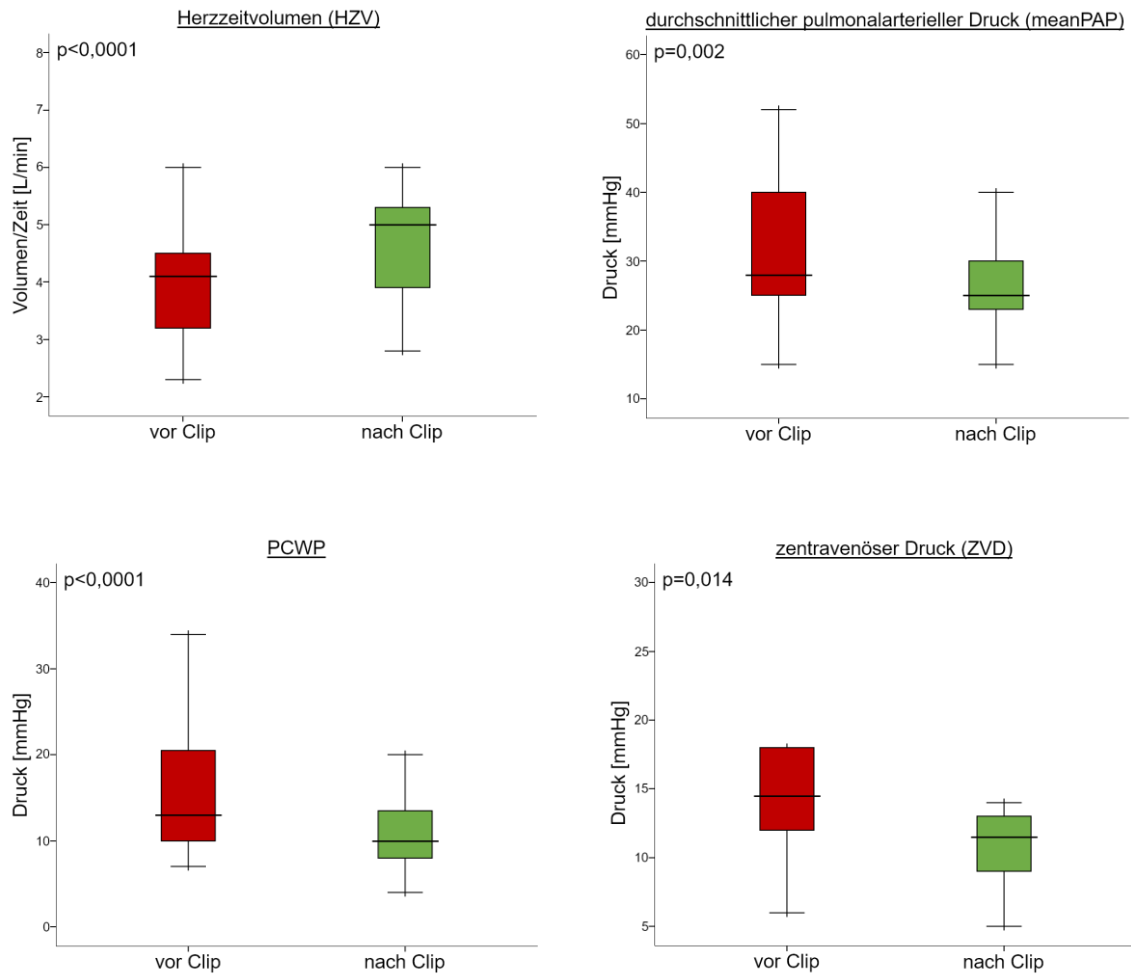 Herzzeitvolumen (HZV)
p<0,0001
8
7
6
5
4
3
2
Volumen/Zeit [L/min]
vor Clip
nach Clip
durchschnittlicher pulmonalarterieller Druck (meanPAP)
p=0,002
60
50
40
30
20
10
Druck [mmHg]
vor Clip
nach Clip
PCWP
p<0,0001
40
30
20
10
0
Druck [mmHg]
vor Clip
nach Clip
zentravenöser Druck (ZVD)
p=0,014
30
20
15
10
5
Druck [mmHg]
vor Clip
nach Clip